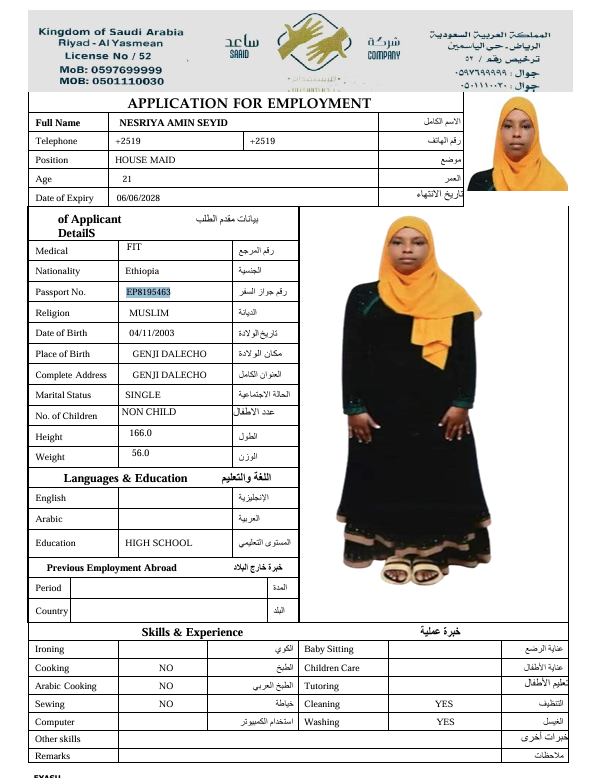 Kingdom of Saudi Arabia
Riyad - Al Yasmean
License No / 52
MoB: 0597699999
MOB: 0501110030
ساعد
SAAID
شركة
COMPANY
المملكة العربية السعودية
الرياض - حي الياسمين
ترخيص رقم / ٥٢
جوال : ٠٥٩٧٦٩٩٩٩٩
جوال : ٠٥٠١١١٠٠٣٠
APPLICATION FOR EMPLOYMENT
Full Name NESRIYA AMIN SEYID الاسم الكامل
Telephone +2519 +2519 رقم الهاتف
Position HOUSE MAID موضع
Age 21 العمر
Date of Expiry 06/06/2028 تاريخ الانتهاء
of Applicant بيانات مقدم الطلب
DetailS
Medical FIT رقم المرجع
Nationality Ethiopia الجنسية
Passport No. EP8195463 رقم جواز السفر
Religion MUSLIM الديانة
Date of Birth 04/11/2003 تاريخ الولادة
Place of Birth GENJI DALECHO مكان الولادة
Complete Address GENJI DALECHO العنوان الكامل
Marital Status SINGLE الحالة الاجتماعية
No. of Children NON CHILD عدد الاطفال
Height 166.0 الطول
Weight 56.0 الوزن
Languages & Education اللغة والتعليم
English الإنجليزية
Arabic العربية
Education HIGH SCHOOL المستوى التعليمي
Previous Employment Abroad خبرة خارج البلاد
Period المدة
Country البلد
Skills & Experience خبرة عملية
Ironing الكوي Baby Sitting عناية الرضع
Cooking NO الطبخ Children Care عناية الأطفال
Arabic Cooking NO الطبخ العربي Tutoring تعليم الأطفال
Sewing NO خياطة Cleaning YES التنظيف
Computer استخدام الكمبيوتر Washing YES الغسيل
Other skills خبرات أخرى
Remarks ملاحظات
EYASU